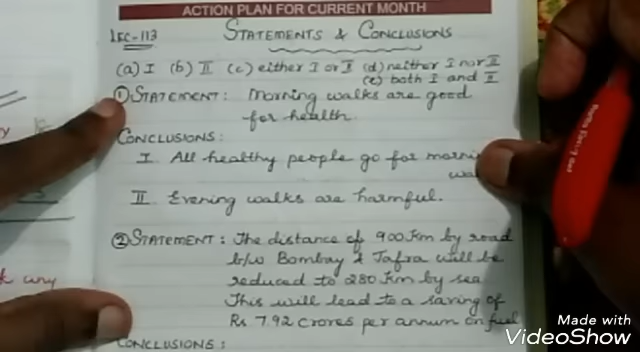 ACTION PLAN FOR CURRENT MONTH
LEC-113
STATEMENTS & CONCLUSIONS
(a) I (b) II (c) either I or II (d) neither I nor II
(e) both I and II
① STATEMENT: Morning walks are good
for health.
CONCLUSIONS:
I. All healthy people go for morni
wa
II. Evening walks are harmful.
② STATEMENT: The distance of 900 Km by road
b/w Bombay & Jafra will be
reduced to 280 Km by sea
This will lead to a saving of
Rs 7.92 crores per annum on fuel
CONCLUSIONS:
any
Made with
VideoShow